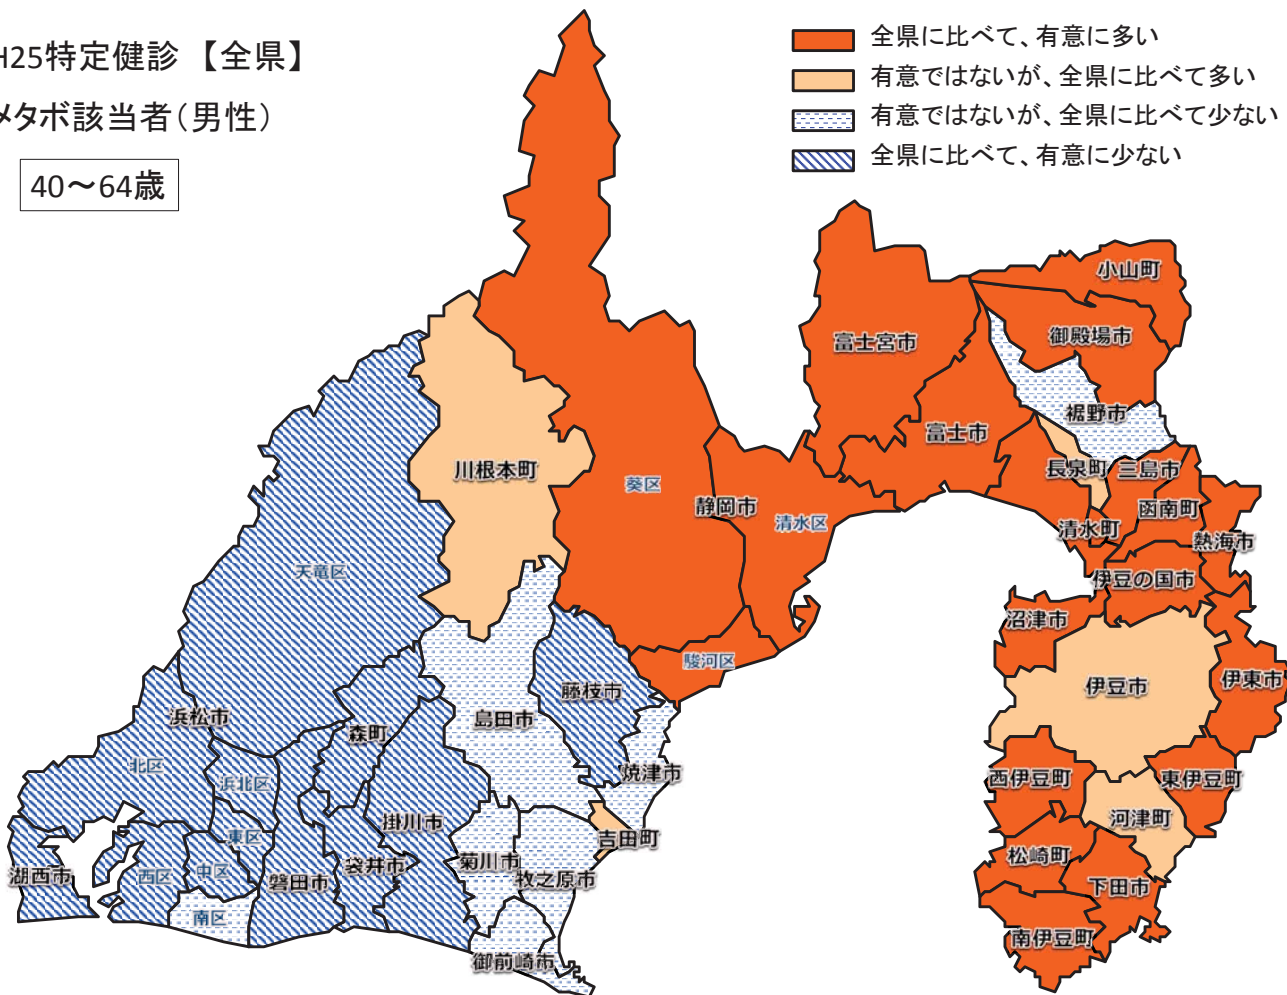 H25特定健診 【全県】
メタボ該当者(男性)
40～64歳
全県に比べて、有意に多い
有意ではないが、全県に比べて多い
有意ではないが、全県に比べて少ない
全県に比べて、有意に少ない
小山町
御殿場市
富士宮市
裾野市
富士市
長泉町
三島市
川根本町
葵区
静岡市
清水区
函南町
清水町
熱海市
天竜区
伊豆の国市
沼津市
駿河区
藤枝市
伊豆市
伊東市
浜松市
島田市
森町
北区
浜北区
焼津市
西伊豆町
東伊豆町
掛川市
河津町
東区
吉田町
湖西市
西区
中区
磐田市
袋井市
菊川市
牧之原市
松崎町
下田市
南区
南伊豆町
御前崎市